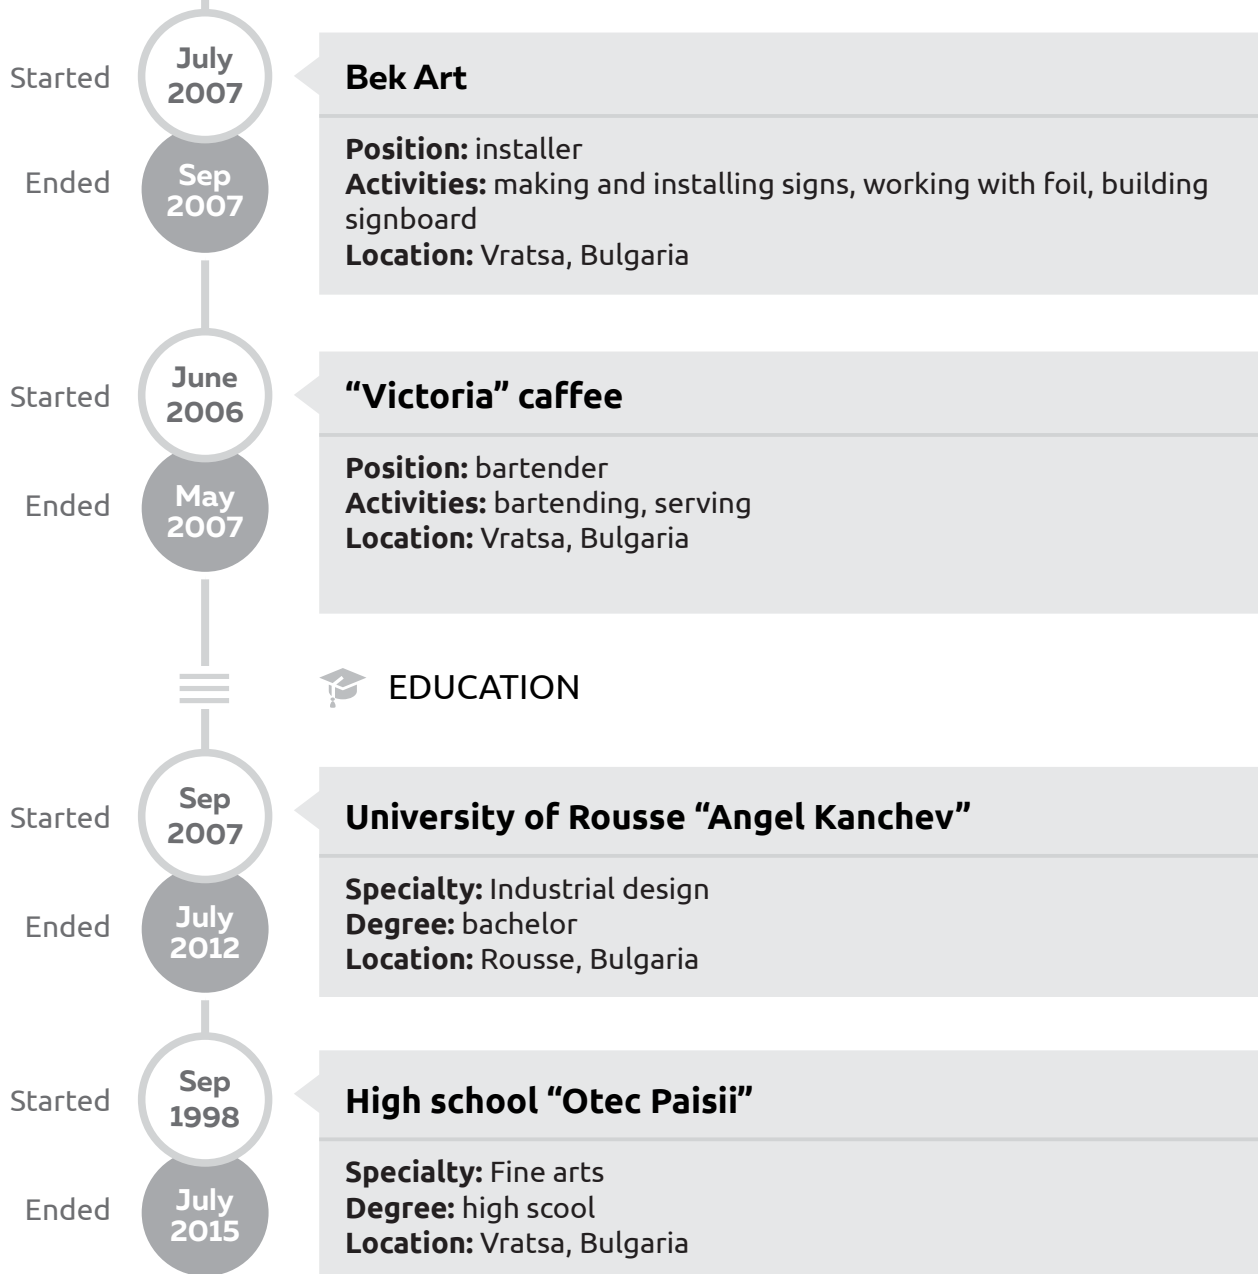 Started
July
2007
Bek Art
Ended
Sep
2007
Position: installer
Activities: making and installing signs, working with foil, building
signboard
Location: Vratsa, Bulgaria
Started
June
2006
“Victoria” caffee
Ended
May
2007
Position: bartender
Activities: bartending, serving
Location: Vratsa, Bulgaria
EDUCATION
Started
Sep
2007
University of Rousse “Angel Kanchev”
Ended
July
2012
Specialty: Industrial design
Degree: bachelor
Location: Rousse, Bulgaria
Started
Sep
1998
High school “Otec Paisii”
Ended
July
2015
Specialty: Fine arts
Degree: high scool
Location: Vratsa, Bulgaria